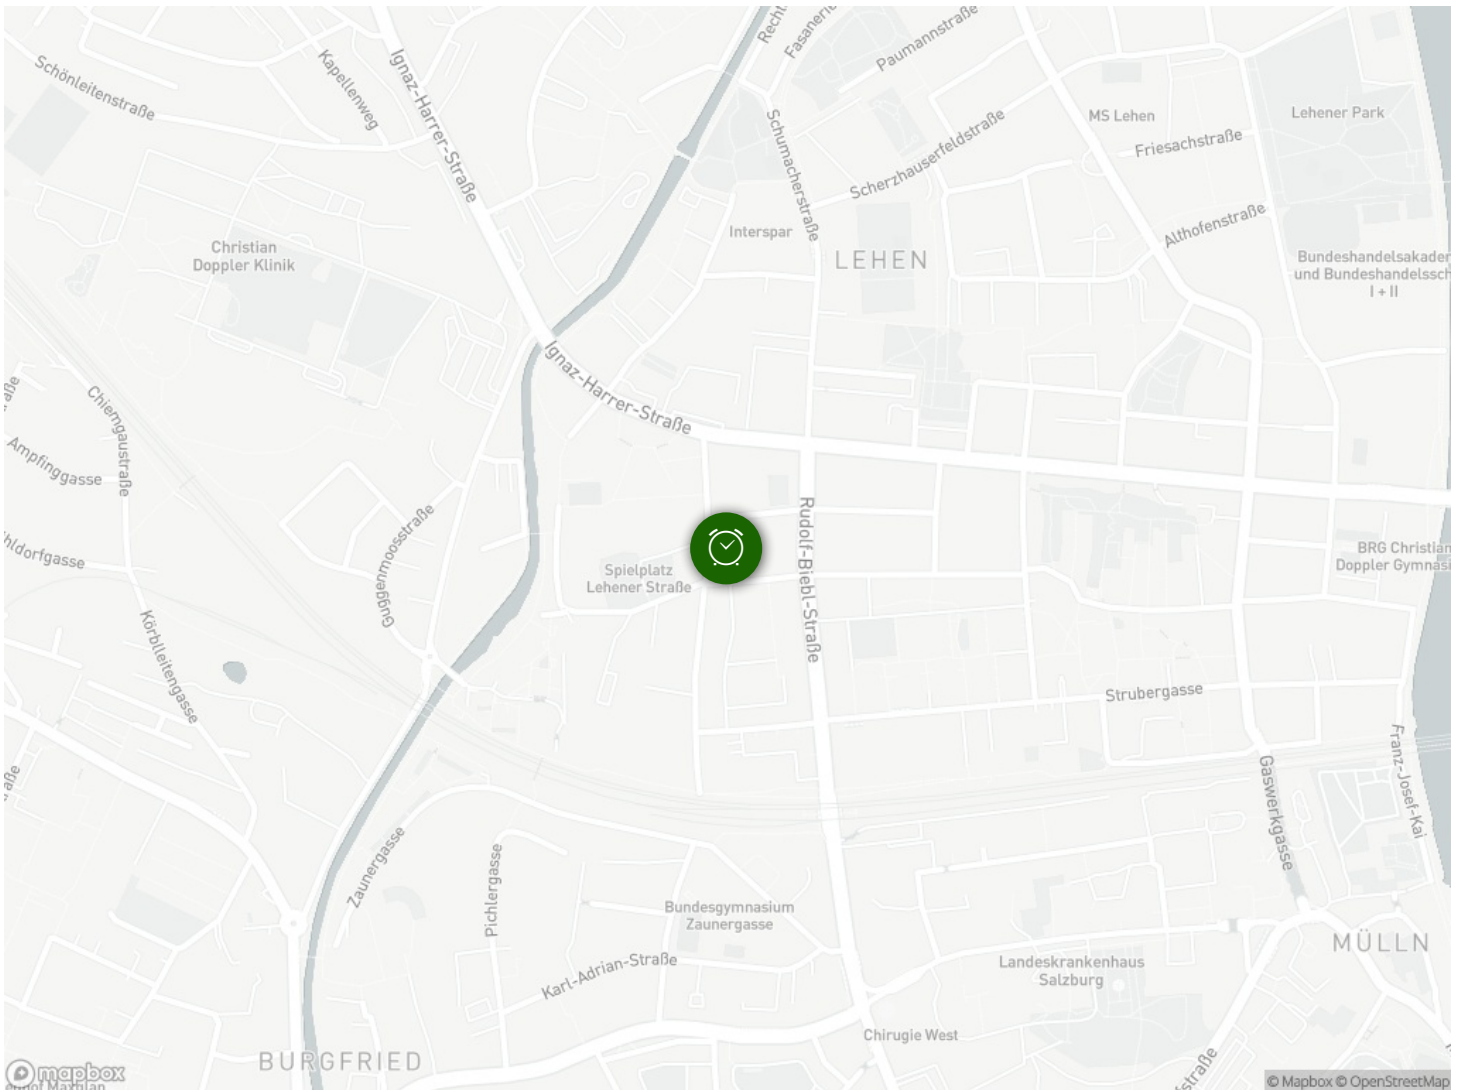 Schönleitenstraße
Kapellenweg
Ignaz-Harrer-Straße
Fasanerie
Paumannstraße
MS Lehen
Lehener Park
Friesachstraße
Schumacherstraße
Scherzhauserfeldstraße
Interspar
LEHEN
Althofenstraße
Christian
Doppler Klinik
Bundeshandelsakader
und Bundeshandelssch
I + II
Ignaz-Harrer-Straße
Chiemgaustraße
Ampfinggasse
Guggenmoosstraße
Rudolf-Biebl-Straße
Spielplatz
Lehener Straße
BRG Christian
Doppler Gymnasi
Körblleitengasse
Strubergasse
Franz-Josef-Kai
Gaswerkgasse
Zaunergasse
Pichlergasse
Bundesgymnasium
Zaunergasse
Karl-Adrian-Straße
Landeskrankenhaus
Salzburg
MÜLLN
Chirugie West
BURGFRIED
mapbox
© Mapbox © OpenStreetMap